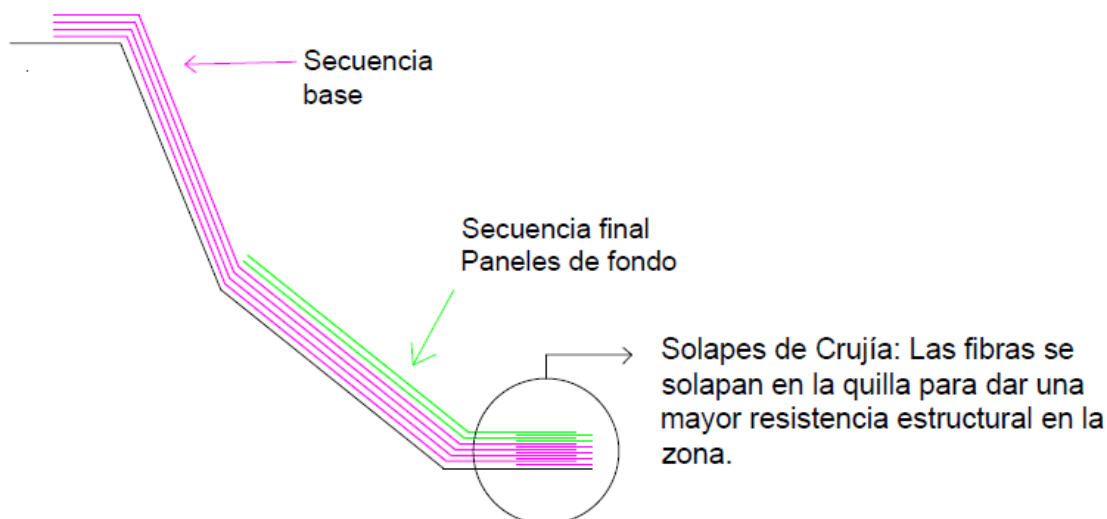 Secuencia
base
Secuencia final
Paneles de fondo
Solapes de Crujía: Las fibras se
solapan en la quilla para dar una
mayor resistencia estructural en la
zona.